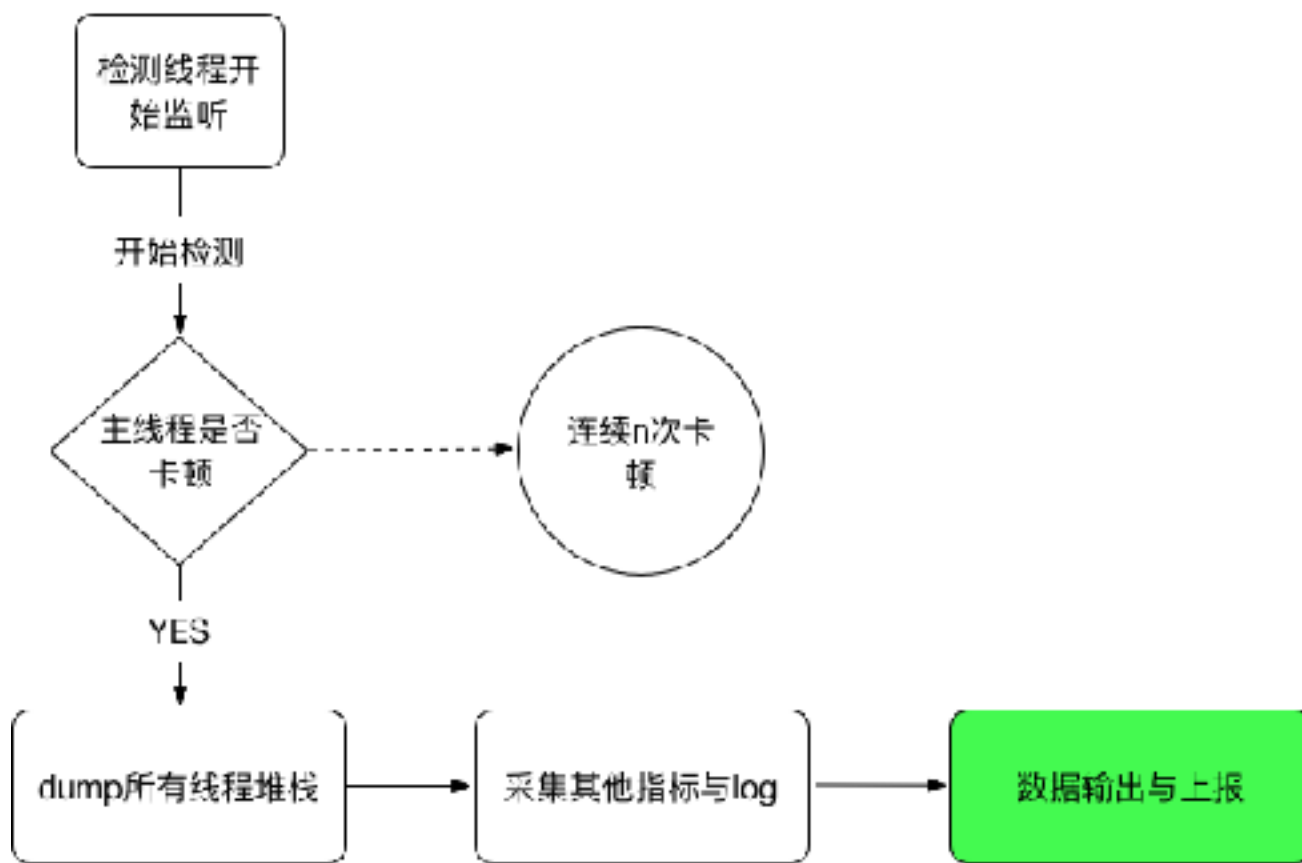 检测线程开
始监听
开始检测
主线程是否
卡顿
连续n次卡
顿
YES
dump所有线程堆栈
采集其他指标与log
数据输出与上报